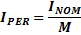 I_PER = I_NOM / M